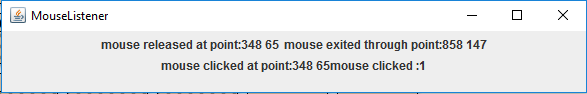 MouseListener
mouse released at point:348 65 mouse exited through point:858 147
mouse clicked at point:348 65mouse clicked :1